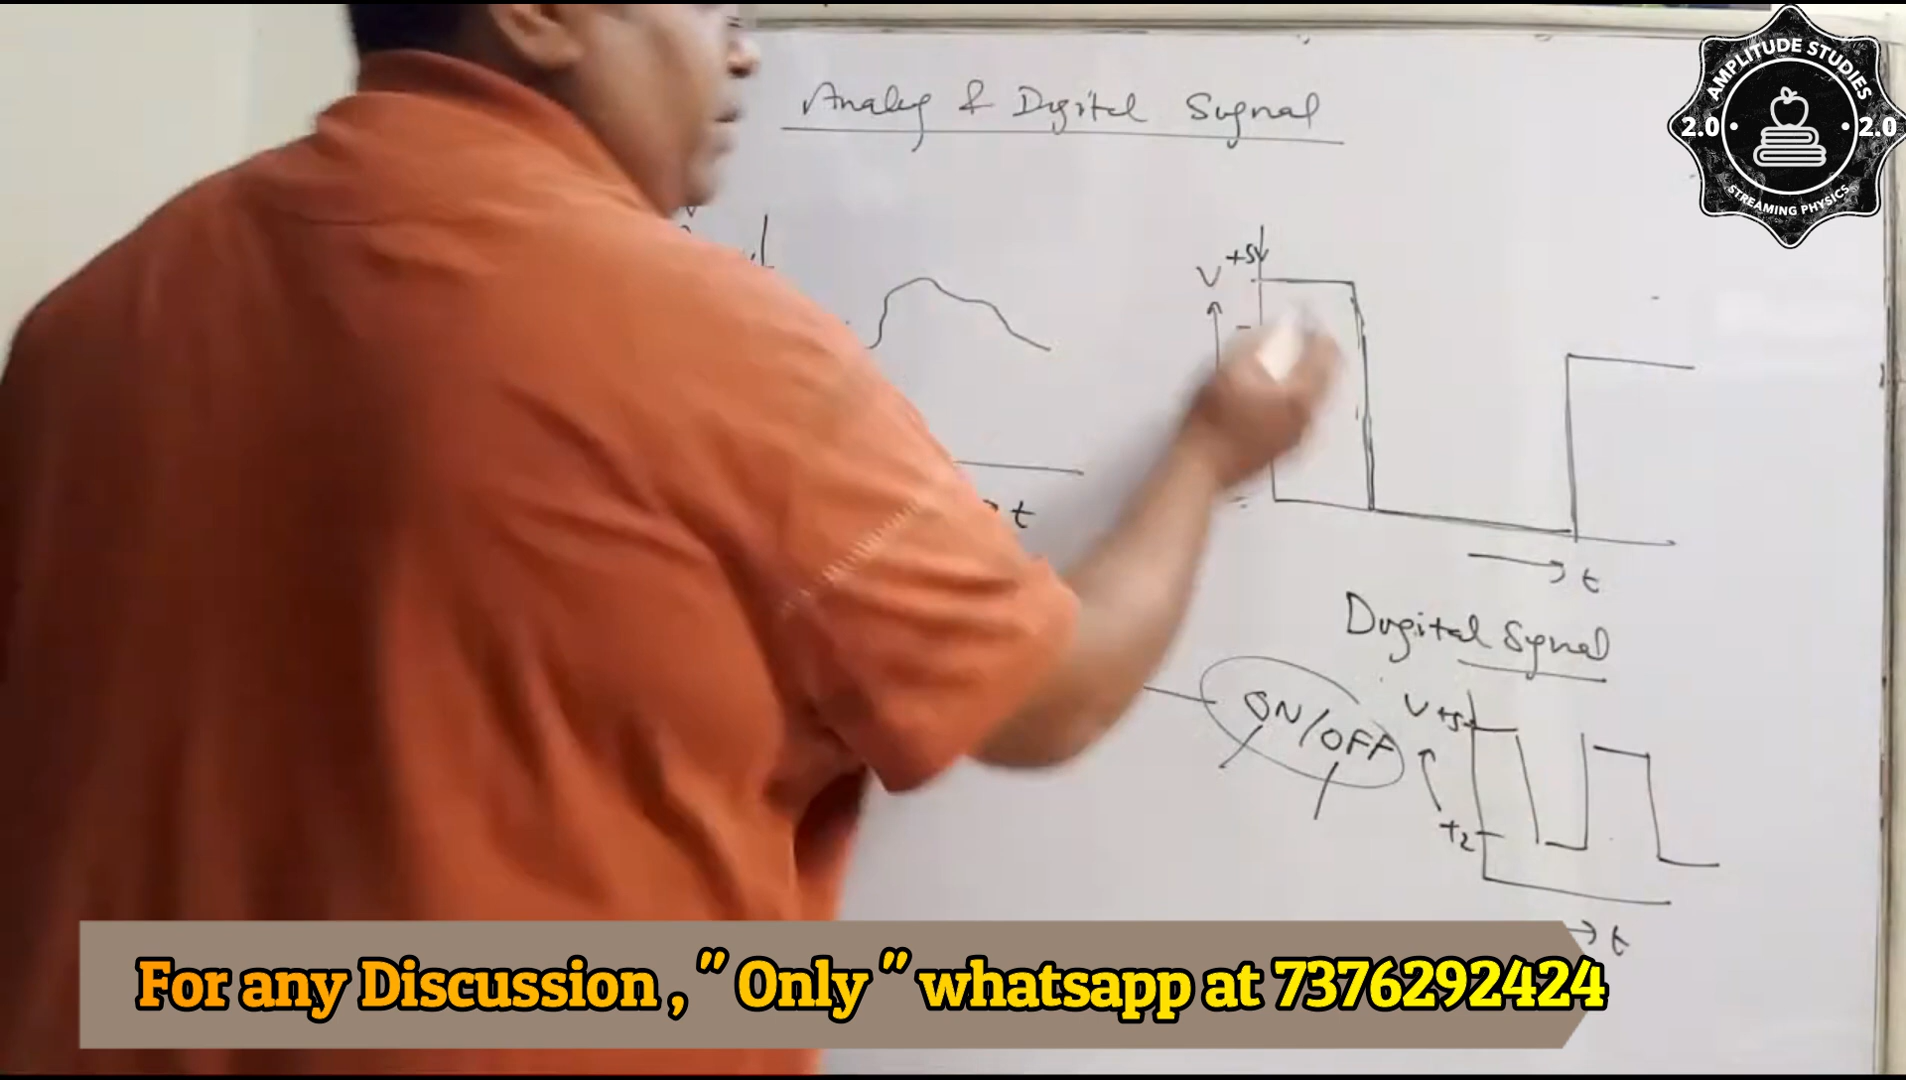 AMPLITUDE STUDIES
2.0 • • 2.0
STREAMING PHYSICS
Analog & Digital Signal
V +5V
t
t
Digital Signal
ON/OFF
V +5
+2
t
For any Discussion, " Only " whatsapp at 7376292424